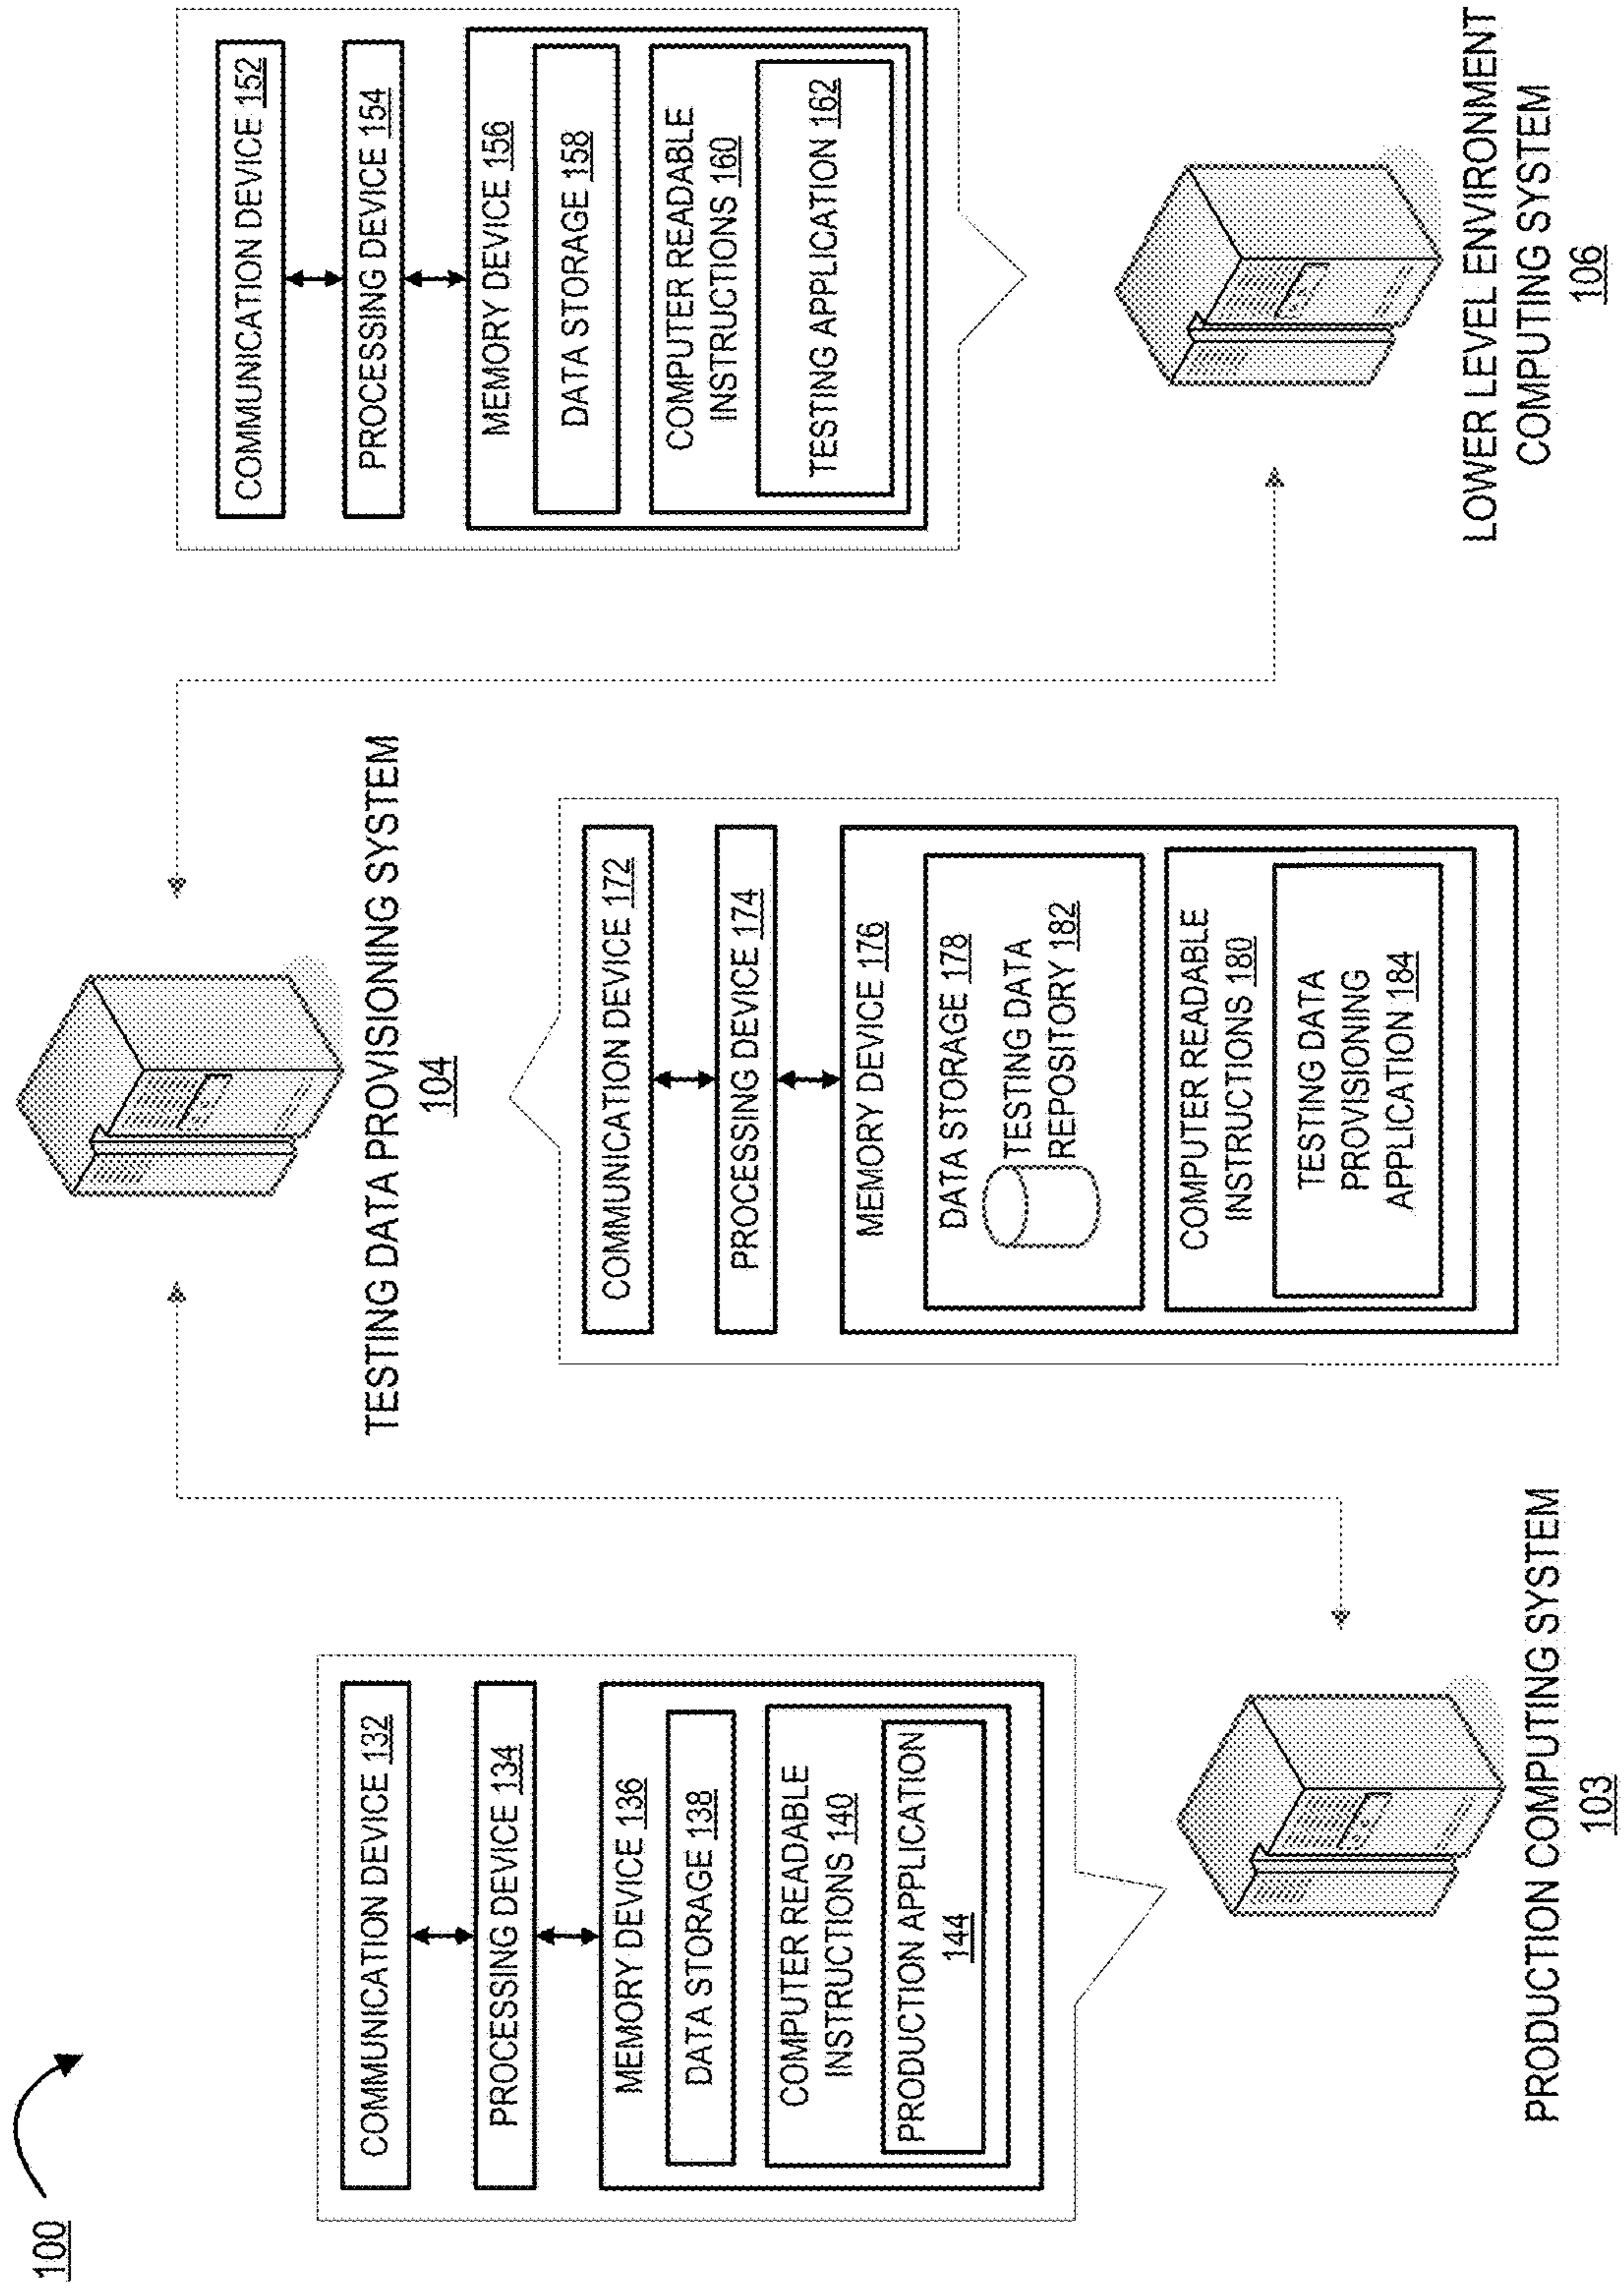 100
COMMUNICATION DEVICE 132
PROCESSING DEVICE 134
MEMORY DEVICE 136
DATA STORAGE 138
COMPUTER READABLE
INSTRUCTIONS 140
PRODUCTION APPLICATION
144
PRODUCTION COMPUTING SYSTEM
103
TESTING DATA PROVISIONING SYSTEM
104
COMMUNICATION DEVICE 172
PROCESSING DEVICE 174
MEMORY DEVICE 176
DATA STORAGE 178
TESTING DATA
REPOSITORY 182
COMPUTER READABLE
INSTRUCTIONS 180
TESTING DATA
PROVISIONING
APPLICATION 184
COMMUNICATION DEVICE 152
PROCESSING DEVICE 154
MEMORY DEVICE 156
DATA STORAGE 158
COMPUTER READABLE
INSTRUCTIONS 160
TESTING APPLICATION 162
LOWER LEVEL ENVIRONMENT
COMPUTING SYSTEM
106